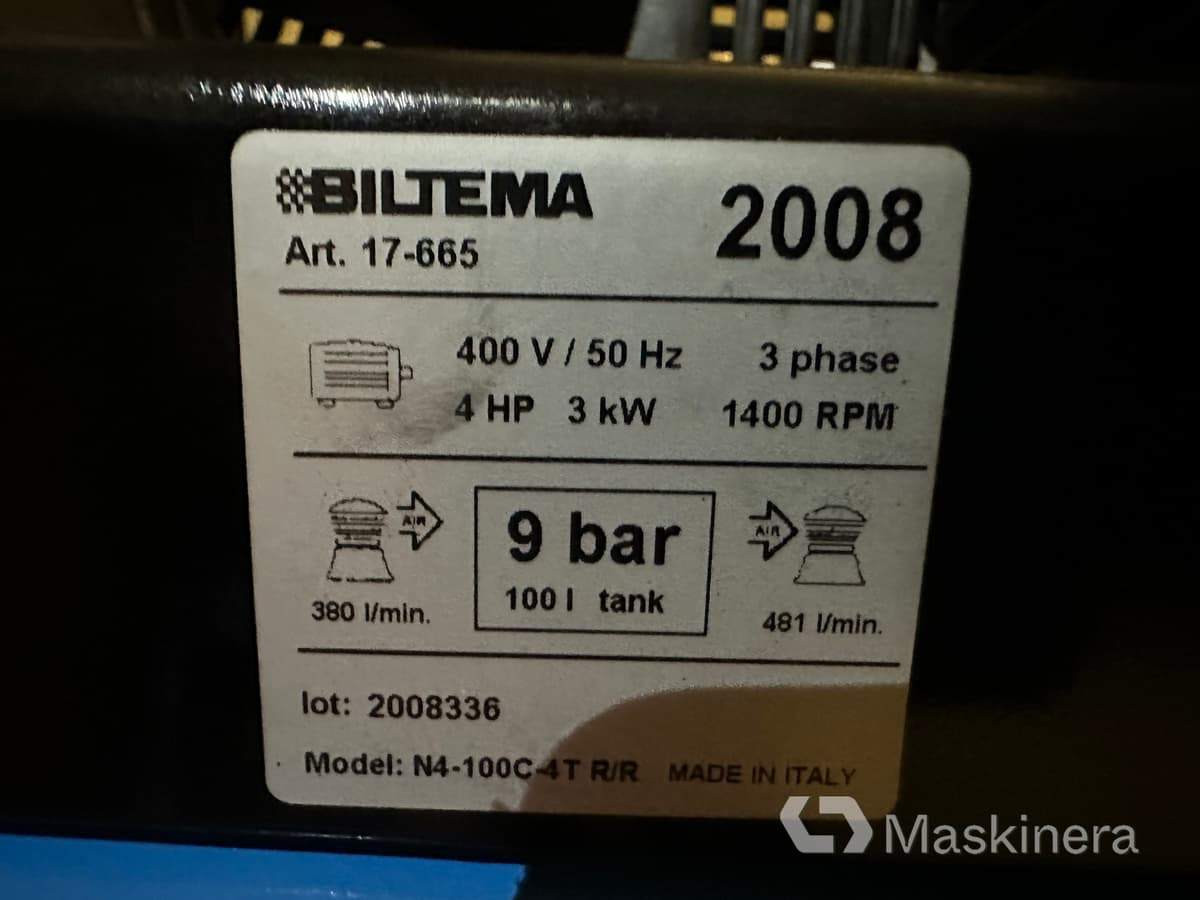 BILTEMA
2008
Art. 17-665
400 V / 50 Hz 3 phase
4 HP 3 kW 1400 RPM
AIR
9 bar
AIR
100 l tank
380 l/min.
481 l/min.
lot: 2008336
Model: N4-100C-4T R/R MADE IN ITALY
Maskinera